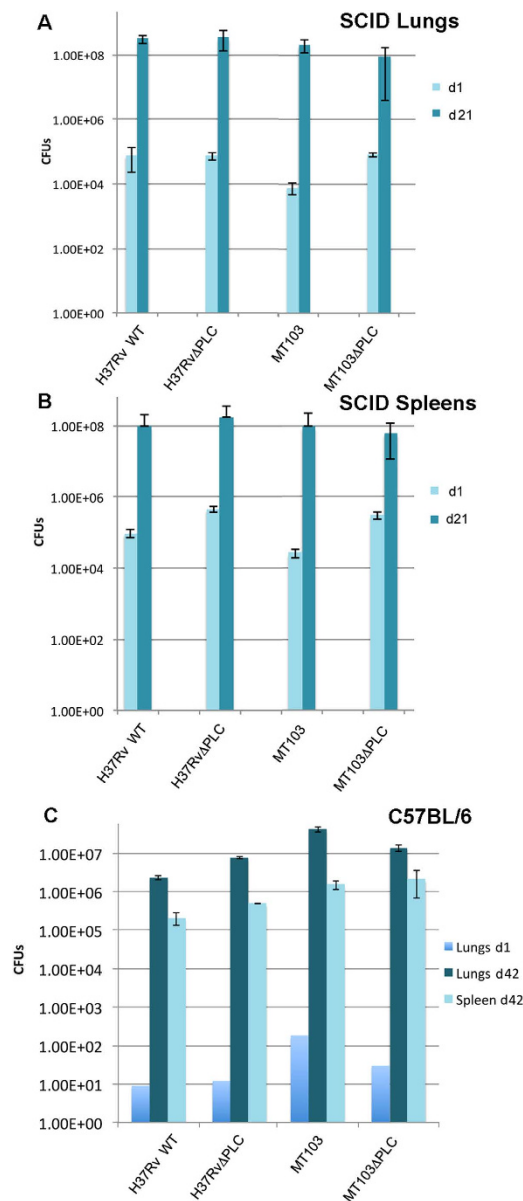 A
SCID Lungs
1.00E+08
1.00E+06
1.00E+04
1.00E+02
1.00E+00
CFUs
d1
d21
H37Rv WT
H37RvΔPLC
MT103
MT103ΔPLC
B
SCID Spleens
1.00E+08
1.00E+06
1.00E+04
1.00E+02
1.00E+00
CFUs
d1
d21
H37Rv WT
H37RvΔPLC
MT103
MT103ΔPLC
C
C57BL/6
1.00E+07
1.00E+06
1.00E+05
1.00E+04
1.00E+03
1.00E+02
1.00E+01
1.00E+00
CFUs
Lungs d1
Lungs d42
Spleen d42
H37Rv WT
H37RvΔPLC
MT103
MT103ΔPLC